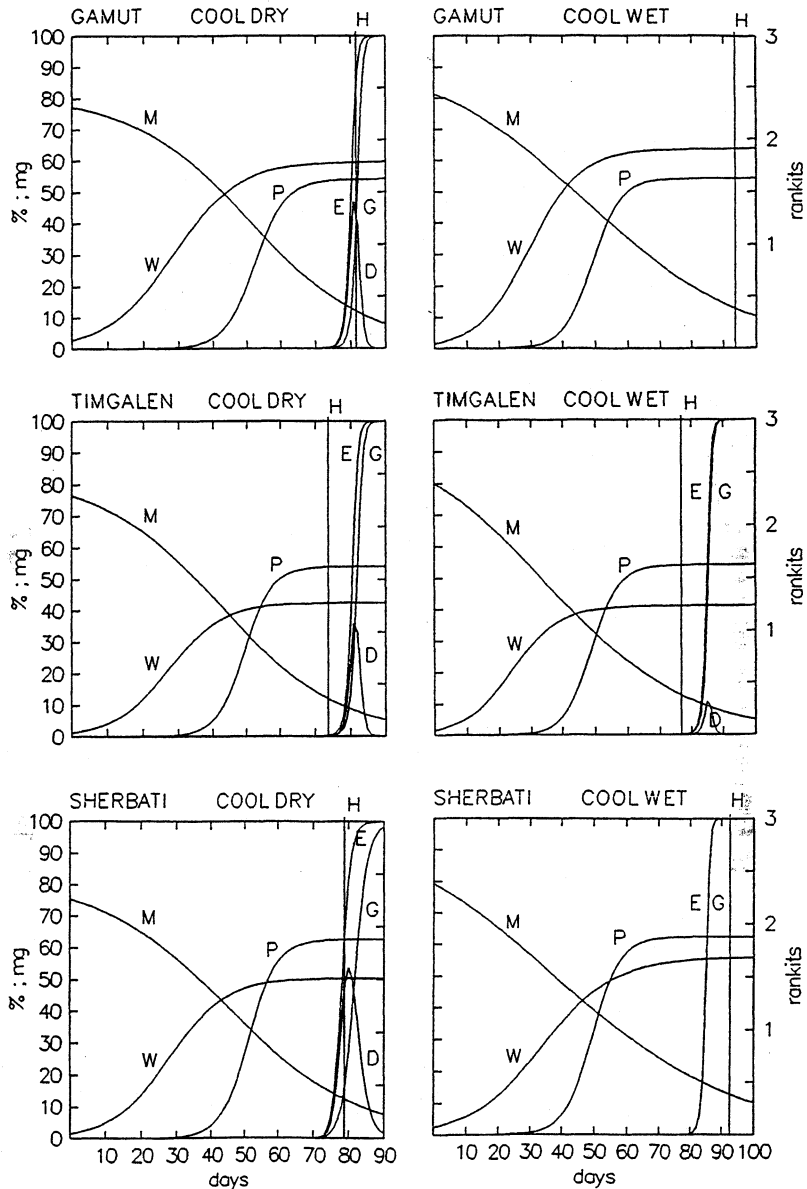 GAMUT COOL DRY H
100
90
80
70
60
50
40
30
20
10
0
% ; mg
M
W
P
E G
D
GAMUT COOL WET H
3
2
1
rankits
M
W
P
TIMGALEN COOL DRY H
100
90
80
70
60
50
40
30
20
10
0
% ; mg
E G
M
P
W
D
TIMGALEN COOL WET H
3
2
1
rankits
E G
M
P
W
D
SHERBATI COOL DRY H
100
90
80
70
60
50
40
30
20
10
0
% ; mg
E
M
G
P
W
D
0 10 20 30 40 50 60 70 80 90
days
SHERBATI COOL WET H
3
2
1
rankits
E G
M
P
W
10 20 30 40 50 60 70 80 90 100
days